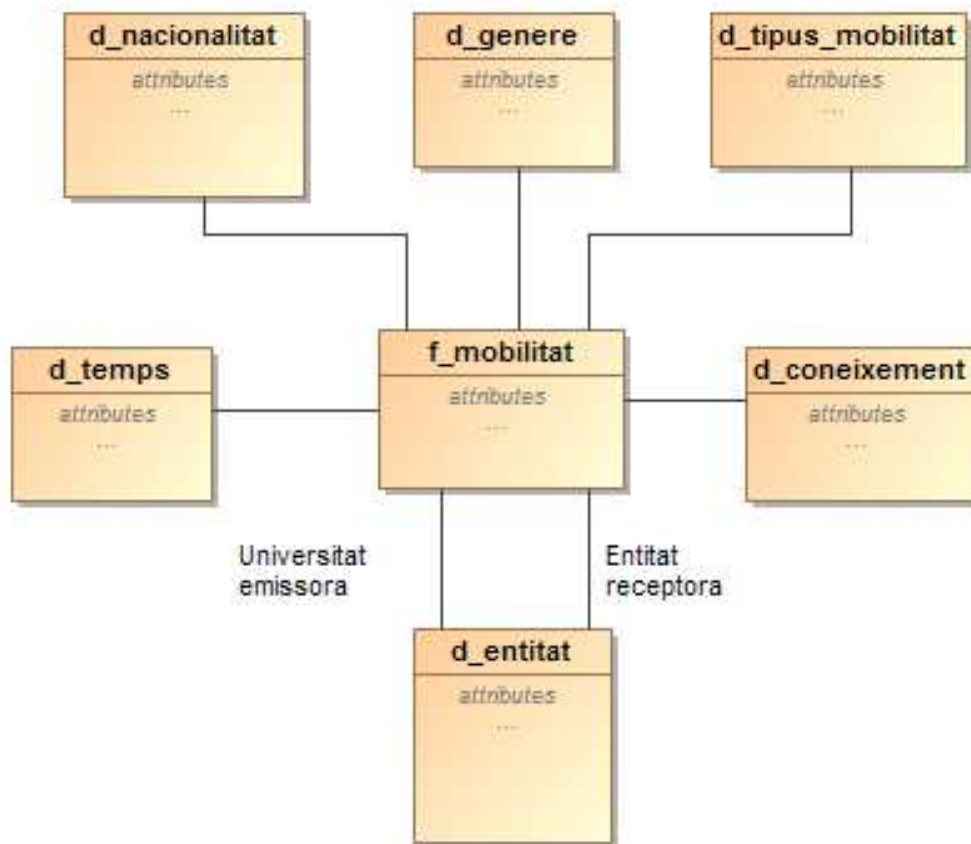 d_nacionalitat
attributes
...
d_genere
attributes
...
d_tipus_mobilitat
attributes
...
d_temps
attributes
...
f_mobilitat
attributes
...
d_coneixement
attributes
...
Universitat
emissora
Entitat
receptora
d_entitat
attributes
...